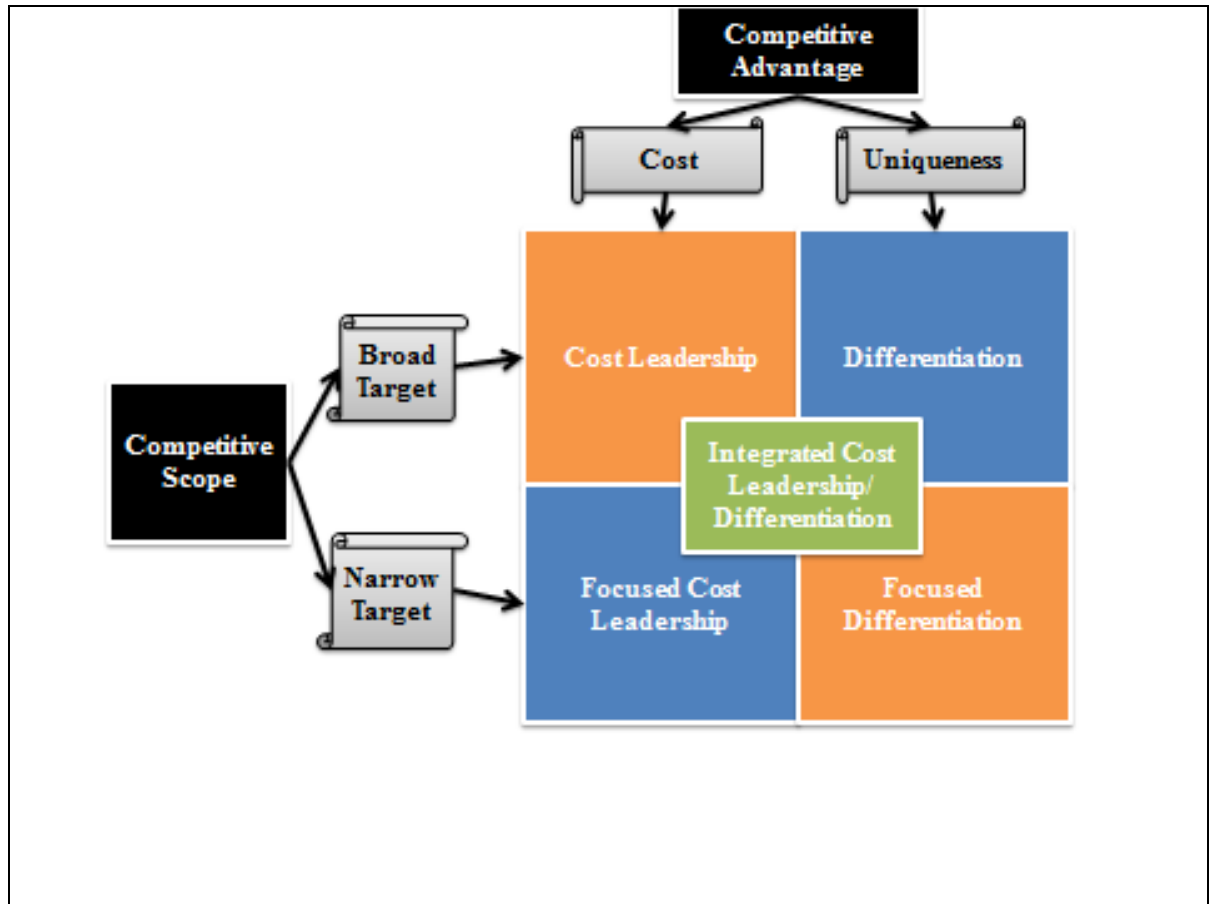 Competitive
Advantage
Cost
Uniqueness
Broad
Target
Cost Leadership
Differentiation
Competitive
Scope
Integrated Cost
Leadership/
Differentiation
Narrow
Target
Focused Cost
Leadership
Focused
Differentiation